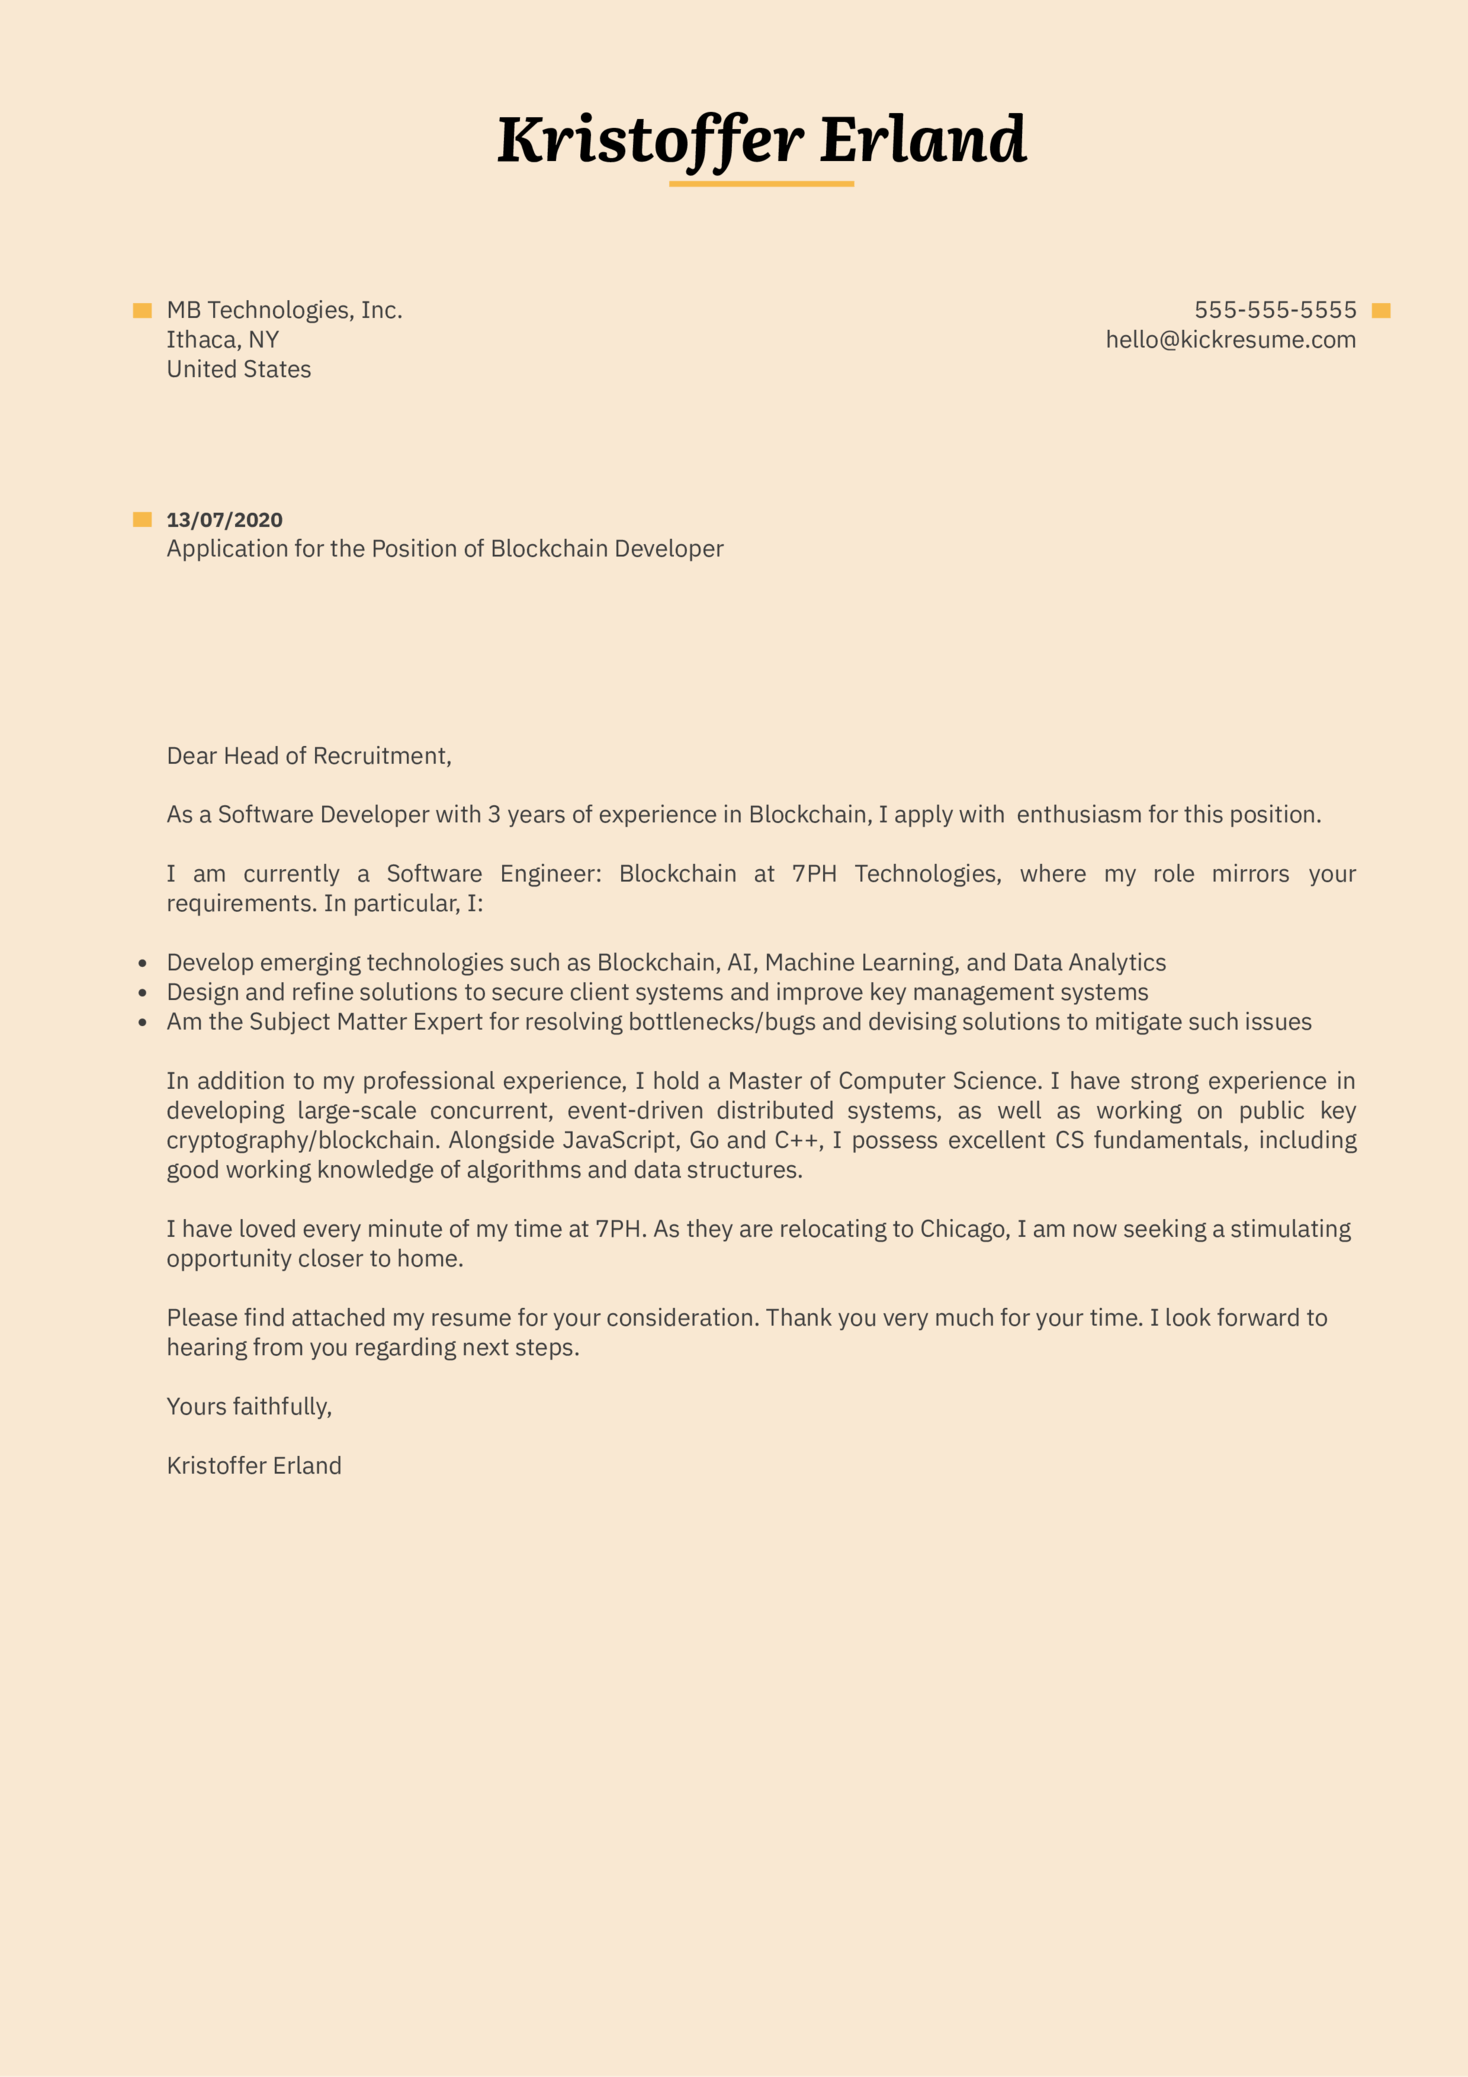 Kristoffer Erland
MB Technologies, Inc.
Ithaca, NY
United States
555-555-5555
hello@kickresume.com
13/07/2020
Application for the Position of Blockchain Developer
Dear Head of Recruitment,
As a Software Developer with 3 years of experience in Blockchain, I apply with  enthusiasm for this position.
I am currently a Software Engineer: Blockchain at 7PH Technologies, where my role mirrors your
requirements. In particular, I:
• Develop emerging technologies such as Blockchain, AI, Machine Learning, and Data Analytics
• Design and refine solutions to secure client systems and improve key management systems
• Am the Subject Matter Expert for resolving bottlenecks/bugs and devising solutions to mitigate such issues
In addition to my professional experience, I hold a Master of Computer Science. I have strong experience in
developing large-scale concurrent, event-driven distributed systems, as well as working on public key
cryptography/blockchain. Alongside JavaScript, Go and C++, I possess excellent CS fundamentals, including
good working knowledge of algorithms and data structures.
I have loved every minute of my time at 7PH. As they are relocating to Chicago, I am now seeking a stimulating
opportunity closer to home.
Please find attached my resume for your consideration. Thank you very much for your time. I look forward to
hearing from you regarding next steps.
Yours faithfully,
Kristoffer Erland